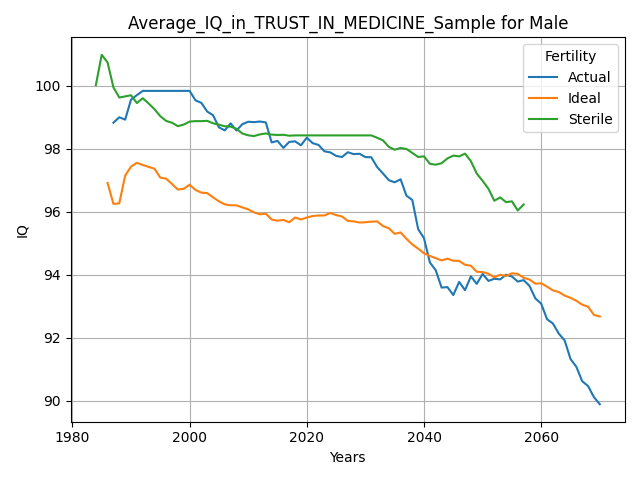 Average_IQ_in_TRUST_IN_MEDICINE_Sample for Male
Fertility
Actual
Ideal
Sterile
IQ
100
98
96
94
92
90
1980
2000
2020
2040
2060
Years